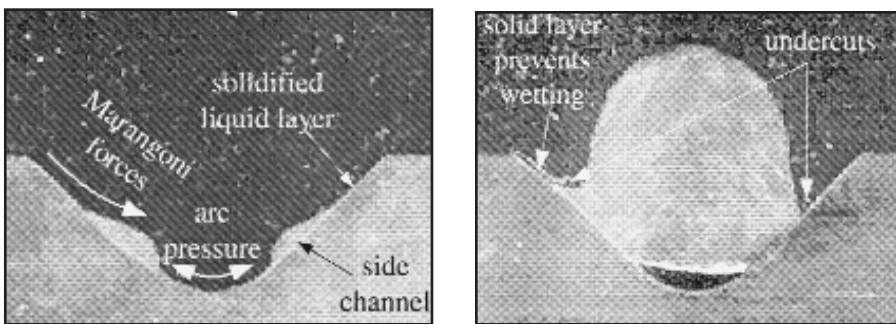 Marangoni
forces
solidified
liquid layer
arc
pressure
side
channel
solid layer
prevents
wetting
undercuts